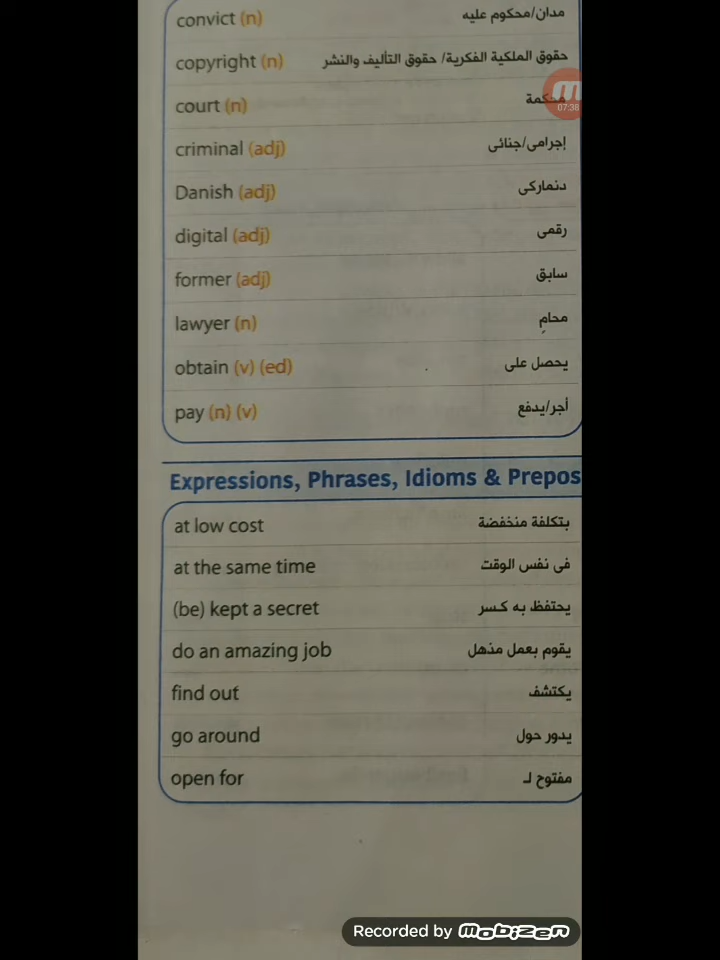 convict (n) مدان/محكوم عليه
copyright (n) حقوق الملكية الفكرية/ حقوق التأليف والنشر
court (n) محكمة
07:38
criminal (adj) إجرامى/جنائى
Danish (adj) دنماركى
digital (adj) رقمى
former (adj) سابق
lawyer (n) محامٍ
obtain (v) (ed) يحصل على
pay (n) (v) أجر/يدفع
Expressions, Phrases, Idioms & Prepos
at low cost بتكلفة منخفضة
at the same time فى نفس الوقت
(be) kept a secret يحتفظ به كسر
do an amazing job يقوم بعمل مذهل
find out يكتشف
go around يدور حول
open for مفتوح لـ
Recorded by mobizen